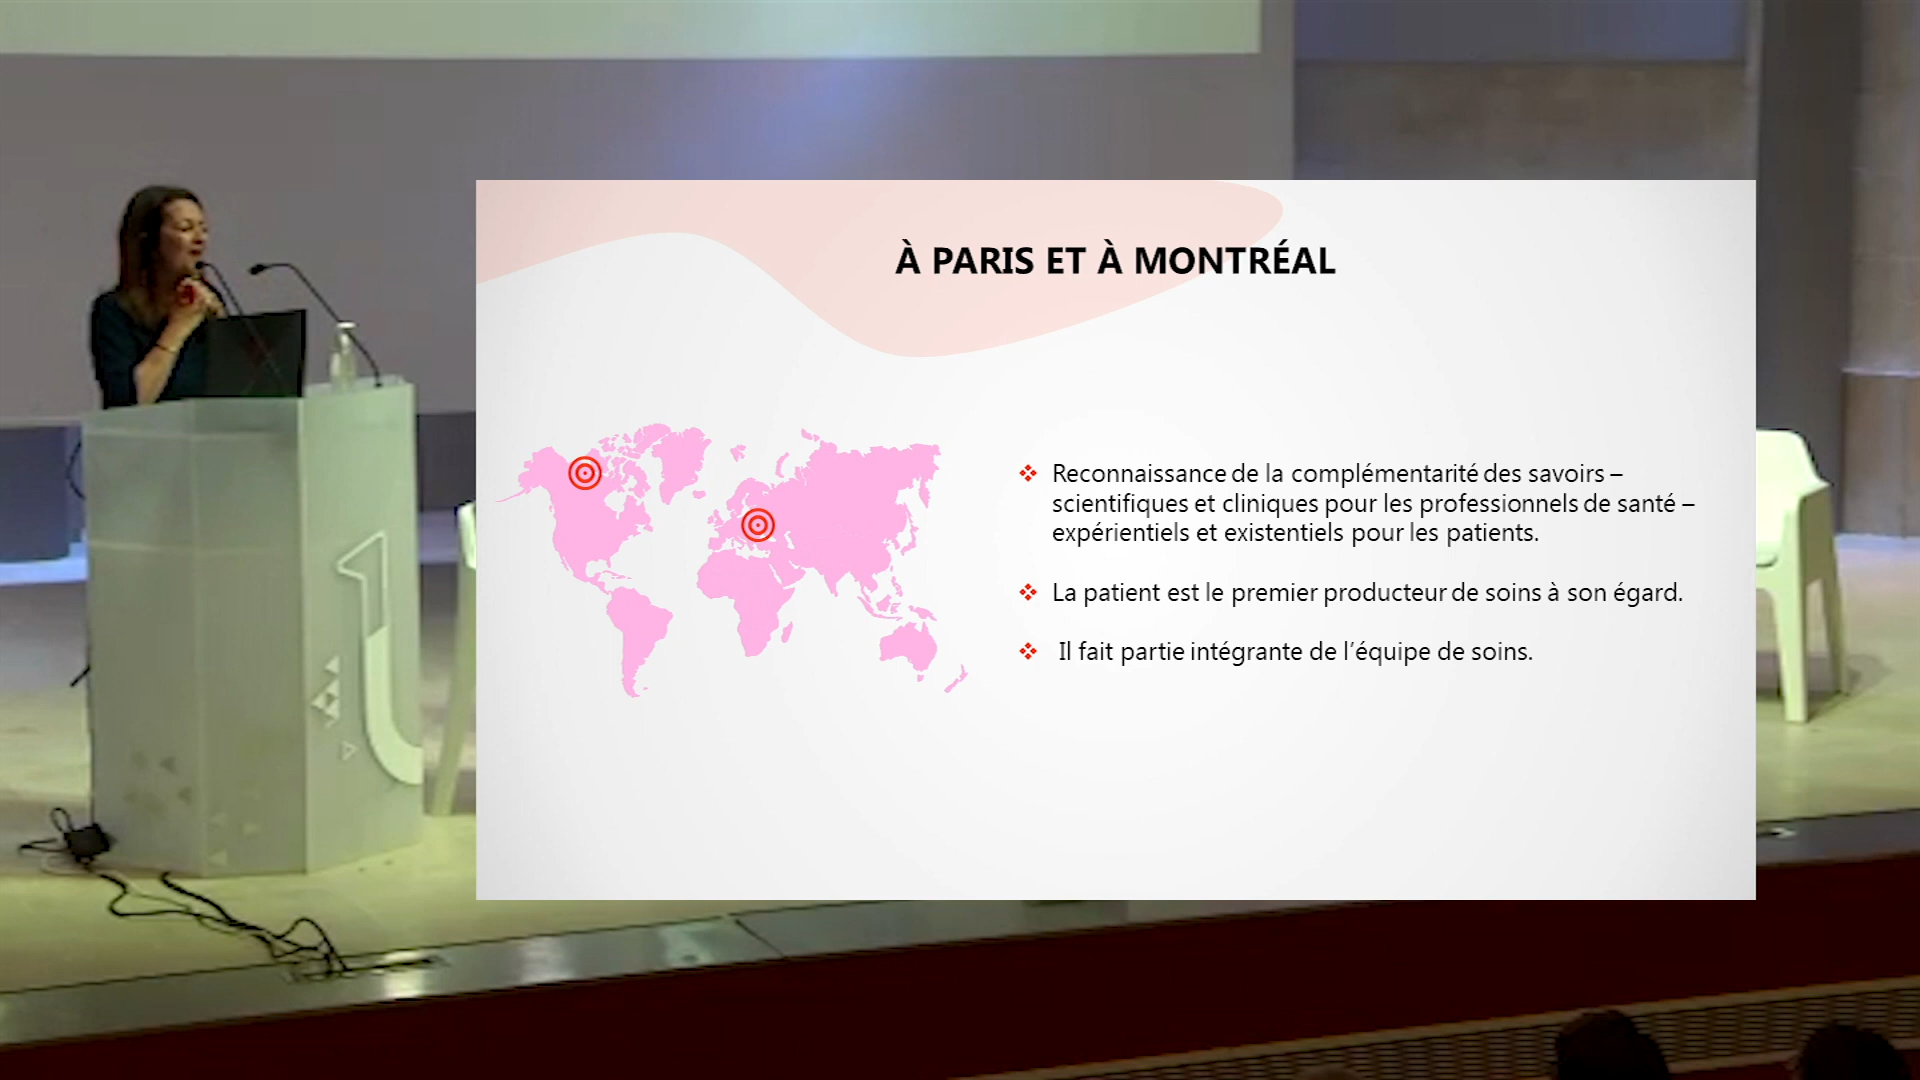 À PARIS ET À MONTRÉAL
Reconnaissance de la complémentarité des savoirs –
scientifiques et cliniques pour les professionnels de santé –
expérientiels et existentiels pour les patients.
La patient est le premier producteur de soins à son égard.
Il fait partie intégrante de l’équipe de soins.